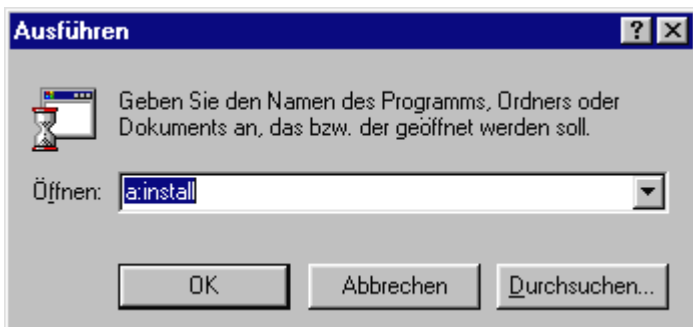 Ausführen
Geben Sie den Namen des Programms, Ordners oder
Dokuments an, das bzw. der geöffnet werden soll.
Öffnen: a:install
OK Abbrechen Durchsuchen...